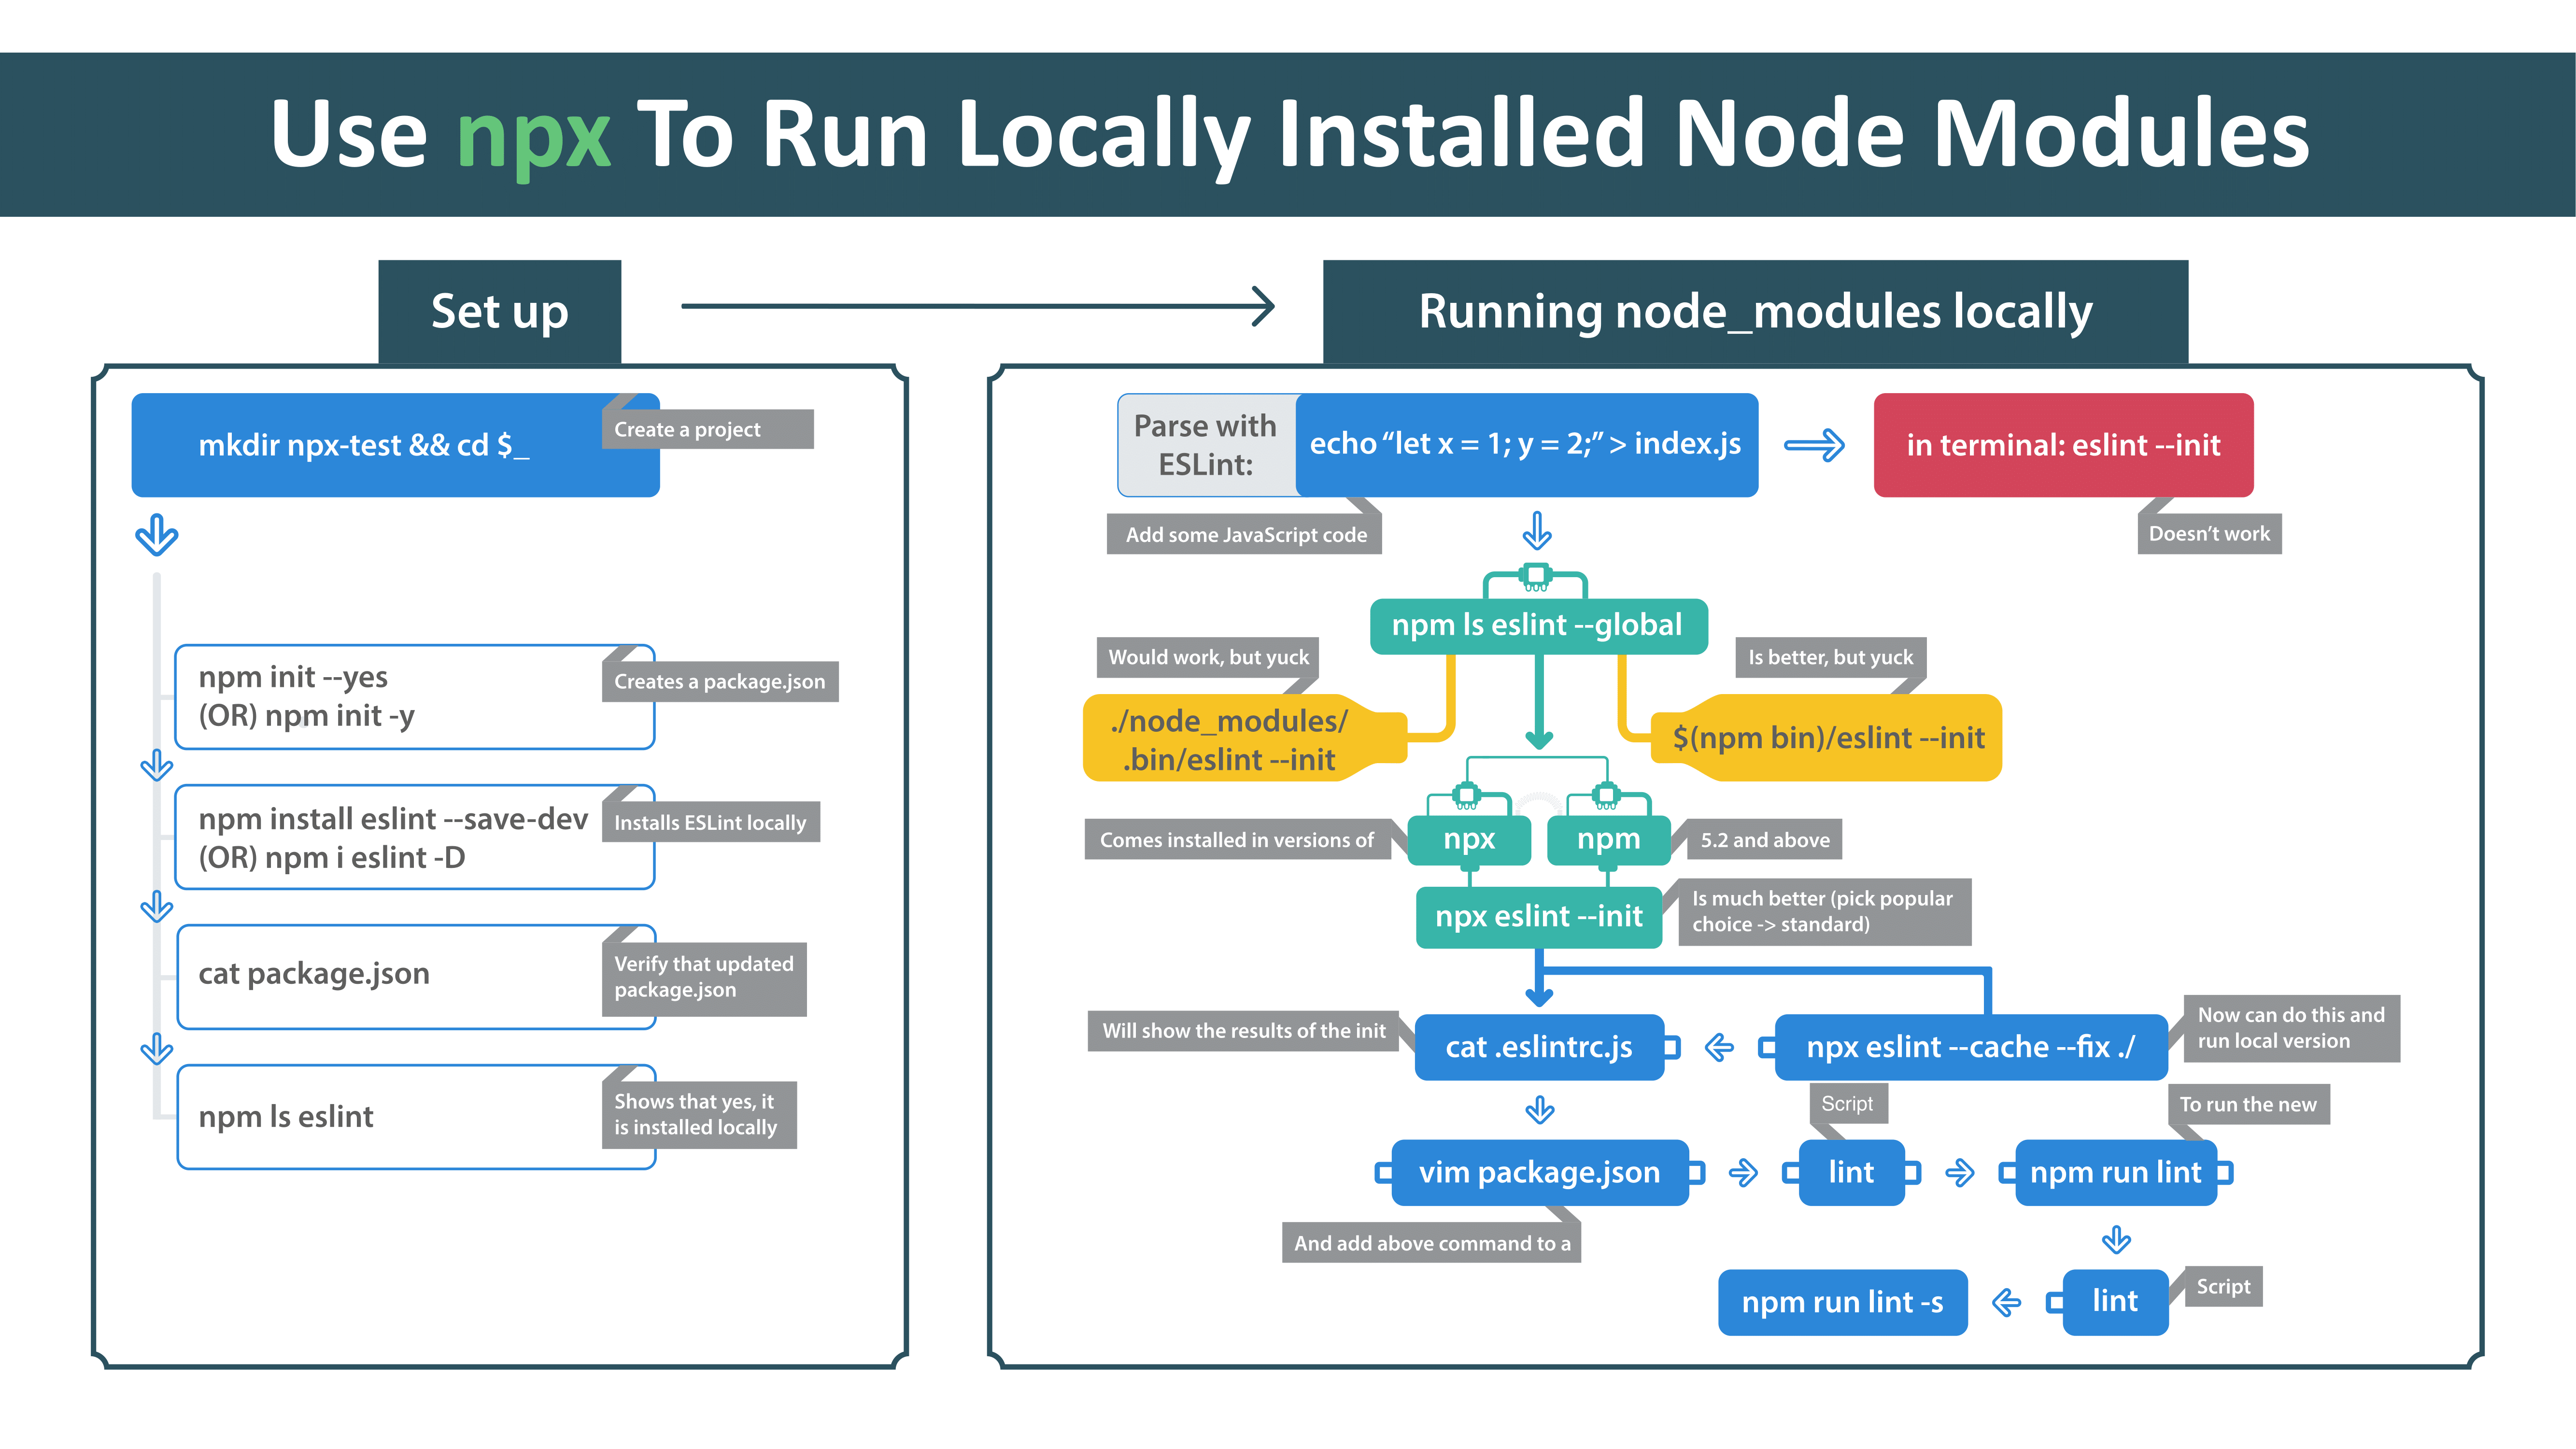 Use npx To Run Locally Installed Node Modules
Set up
mkdir npx-test && cd $_
Create a project
npm init --yes
(OR) npm init -y
Creates a package.json
npm install eslint --save-dev
(OR) npm i eslint -D
Installs ESLint locally
cat package.json
Verify that updated
package.json
npm ls eslint
Shows that yes, it
is installed locally
Running node_modules locally
Parse with
ESLint:
echo “let x = 1; y = 2;” > index.js
Add some JavaScript code
in terminal: eslint --init
Doesn’t work
npm ls eslint --global
Would work, but yuck
./node_modules/
.bin/eslint --init
Is better, but yuck
$(npm bin)/eslint --init
Comes installed in versions of
npx
npm
5.2 and above
npx eslint --init
Is much better (pick popular
choice -> standard)
Will show the results of the init
cat .eslintrc.js
npx eslint --cache --fix ./
Now can do this and
run local version
Script
To run the new
vim package.json
lint
npm run lint
And add above command to a
npm run lint -s
lint
Script